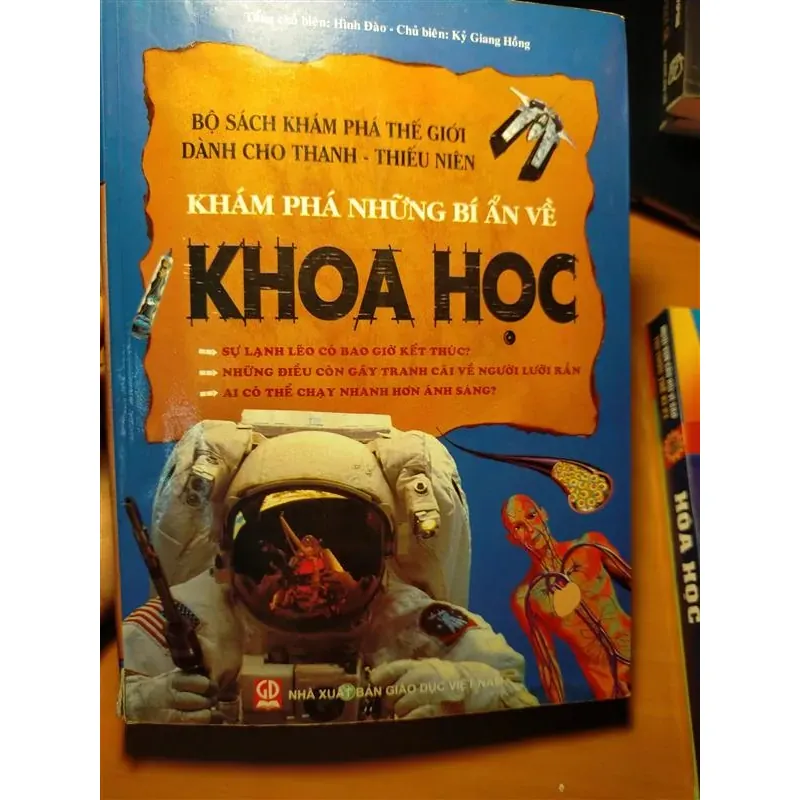 Tổng chủ biên: Hình Đào - Chủ biên: Kỷ Giang Hồng
BỘ SÁCH KHÁM PHÁ THẾ GIỚI
DÀNH CHO THANH - THIẾU NIÊN
KHÁM PHÁ NHỮNG BÍ ẨN VỀ
KHOA HỌC
SỰ LẠNH LẼO CÓ BAO GIỜ KẾT THÚC?
NHỮNG ĐIỀU CÒN GÂY TRANH CÃI VỀ NGƯỜI LƯỠI RẮN
AI CÓ THỂ CHẠY NHANH HƠN ÁNH SÁNG?
GD
NHÀ XUẤT BẢN GIÁO DỤC VIỆT NAM
HÓA HỌC